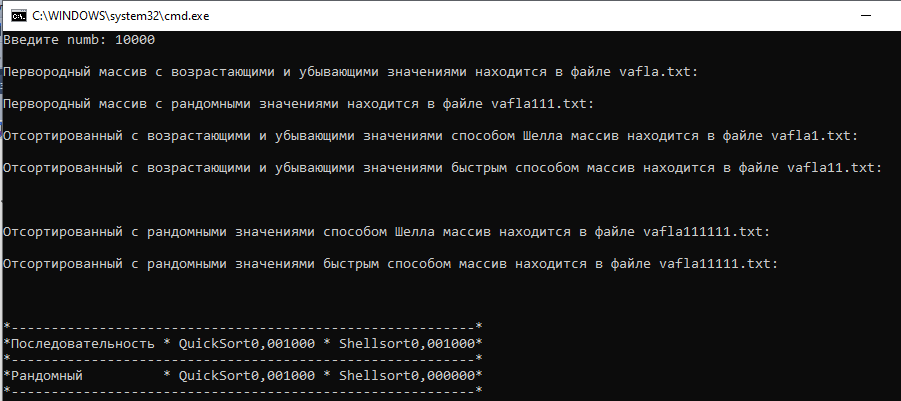 C:\WINDOWS\system32\cmd.exe
Введите numb: 10000
Первородный массив с возрастающими и убывающими значениями находится в файле vafla.txt:
Первородный массив с рандомными значениями находится в файле vafla111.txt:
Отсортированный с возрастающими и убывающими значениями способом Шелла массив находится в файле vafla1.txt:
Отсортированный с возрастающими и убывающими значениями быстрым способом массив находится в файле vafla11.txt:
Отсортированный с рандомными значениями способом Шелла массив находится в файле vafla111111.txt:
Отсортированный с рандомными значениями быстрым способом массив находится в файле vafla11111.txt:
*----------------------------------------------------------*
*Последовательность * QuickSort0,001000 * Shellsort0,001000*
*----------------------------------------------------------*
*Рандомный          * QuickSort0,001000 * Shellsort0,000000*
*----------------------------------------------------------*